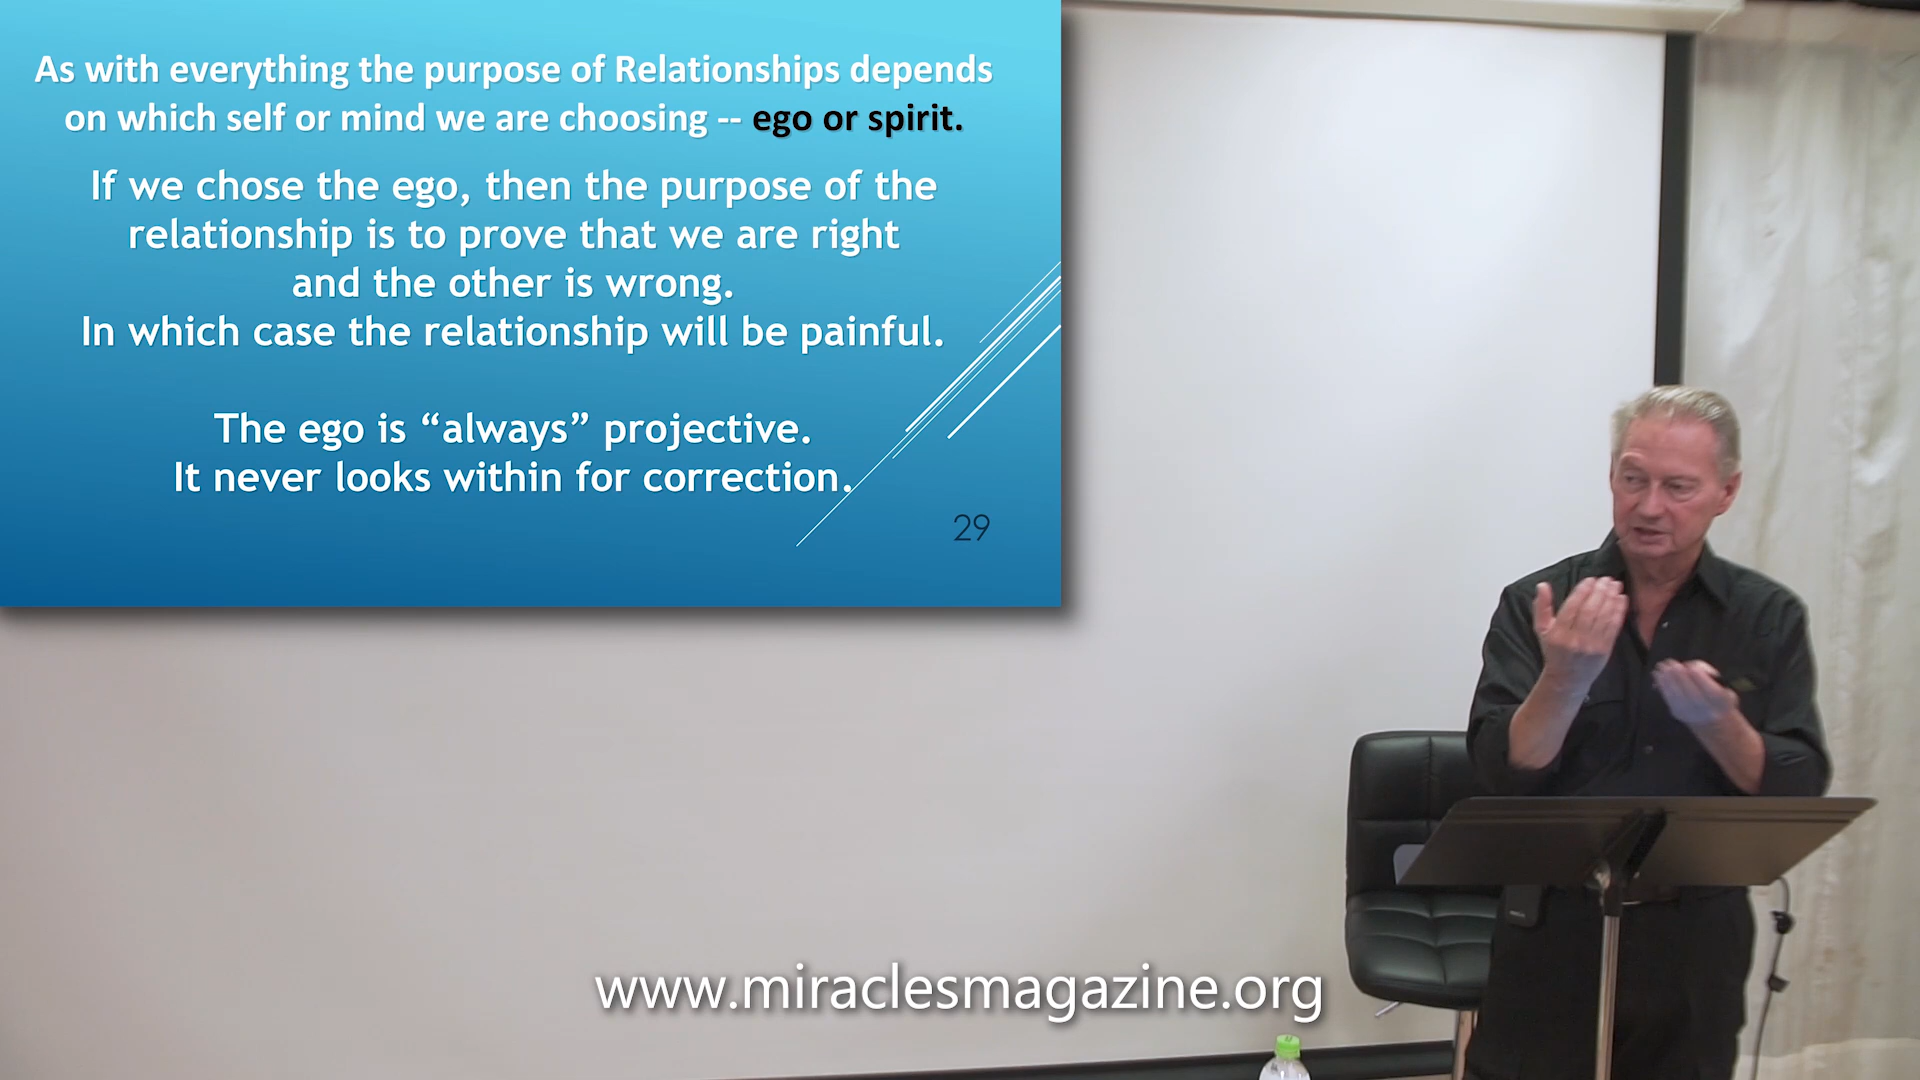 As with everything the purpose of Relationships depends
on which self or mind we are choosing -- ego or spirit.
If we chose the ego, then the purpose of the
relationship is to prove that we are right
and the other is wrong.
In which case the relationship will be painful.
The ego is “always” projective.
It never looks within for correction.
29
www.miraclesmagazine.org